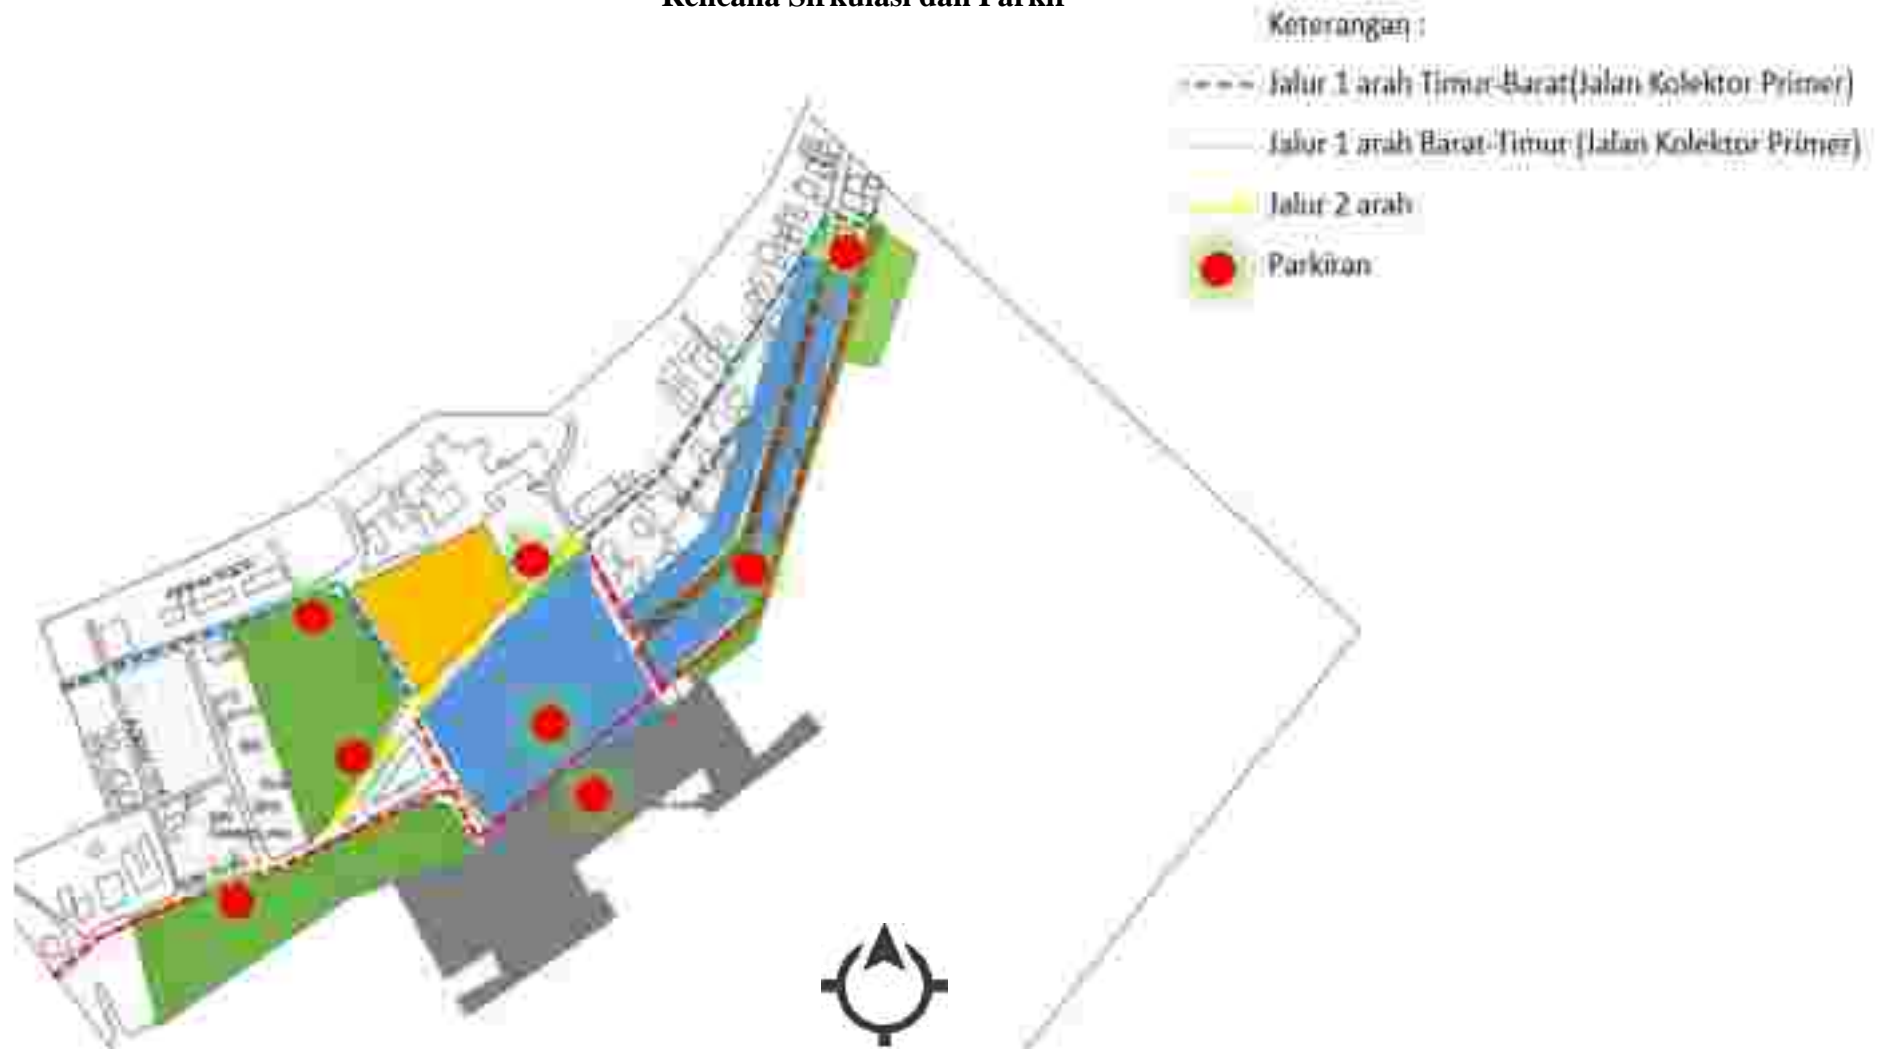 Rencana Sirkulasi dan Parkir
Keterangan :
Jalur 1 arah Timur-Barat(Jalan Kolektor Primer)
Jalur 1 arah Barat-Timur (Jalan Kolektor Primer)
Jalur 2 arah
Parkiran